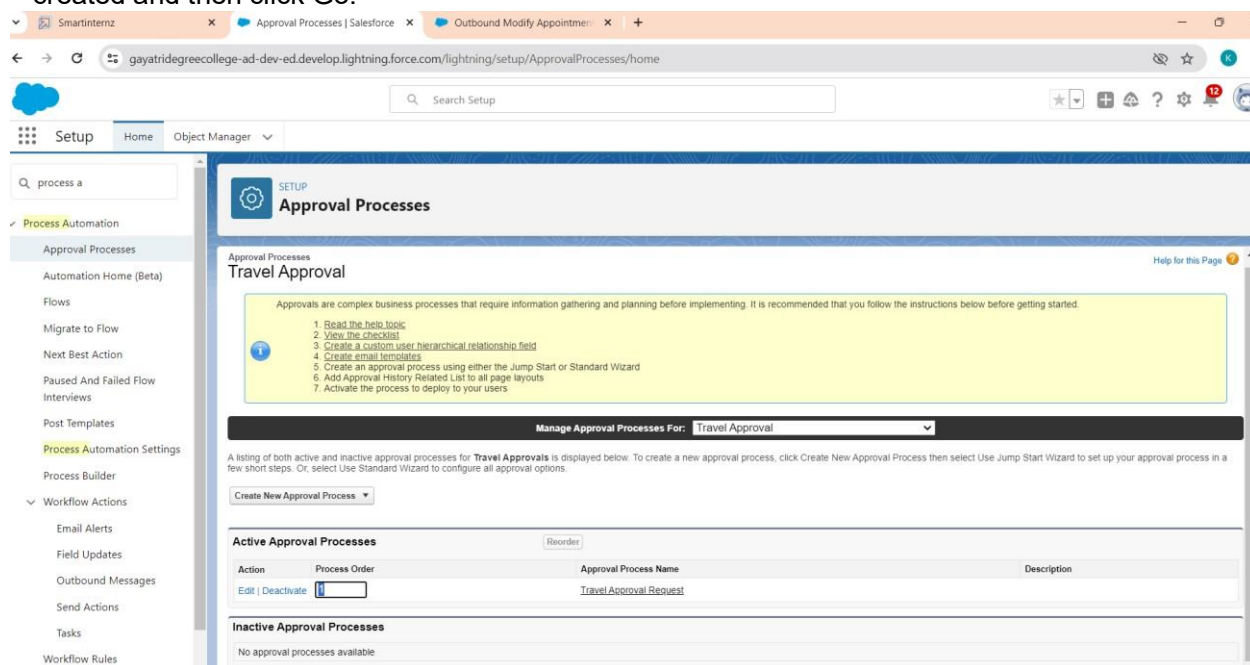 created and then click Go.
Smartinternz
Approval Processes | Salesforce
Outbound Modify Appointmen
gayatridegreecollege-ad-dev-ed.develop.lightning.force.com/lightning/setup/ApprovalProcesses/home
K
Search Setup
12
Setup
Home
Object Manager
process a
SETUP
Approval Processes
Process Automation
Approval Processes
Automation Home (Beta)
Flows
Migrate to Flow
Next Best Action
Paused And Failed Flow
Interviews
Post Templates
Process Automation Settings
Process Builder
Workflow Actions
Email Alerts
Field Updates
Outbound Messages
Send Actions
Tasks
Workflow Rules
Approval Processes
Travel Approval
Help for this Page
Approvals are complex business processes that require information gathering and planning before implementing. It is recommended that you follow the instructions below before getting started.
1. Read the help topic
2. View the checklist
3. Create a custom user hierarchical relationship field
4. Create email templates
5. Create an approval process using either the Jump Start or Standard Wizard
6. Add Approval History Related List to all page layouts
7. Activate the process to deploy to your users
Manage Approval Processes For: Travel Approval
A listing of both active and inactive approval processes for Travel Approvals is displayed below. To create a new approval process, click Create New Approval Process then select Use Jump Start Wizard to set up your approval process in a
few short steps. Or, select Use Standard Wizard to configure all approval options.
Create New Approval Process
Active Approval Processes
Reorder
Action Process Order Approval Process Name Description
Edit | Deactivate 1 Travel Approval Request
Inactive Approval Processes
No approval processes available